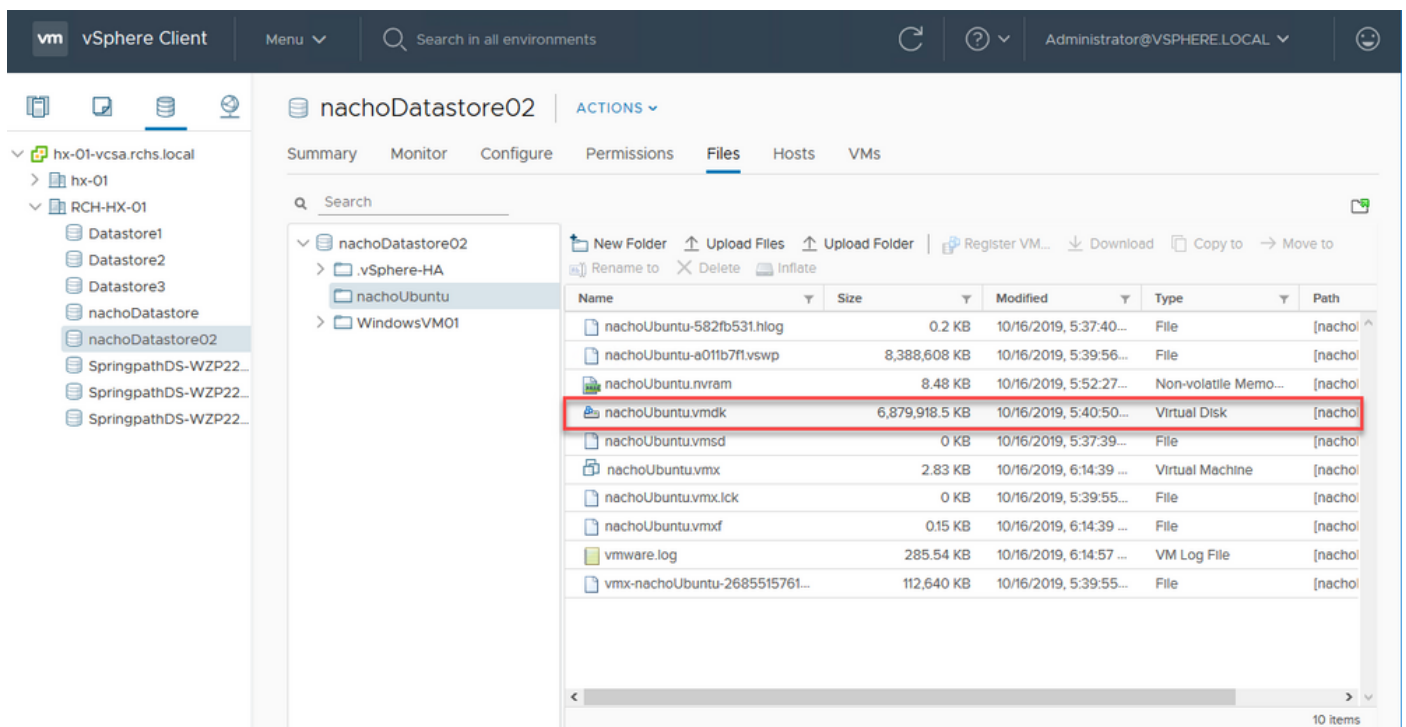 vm vSphere Client Menu Search in all environments Administrator@VSPHERE.LOCAL
nachoDatastore02 ACTIONS
Summary Monitor Configure Permissions Files Hosts VMs
hx-01-vcsa.rchs.local
hx-01
RCH-HX-01
Datastore1
Datastore2
Datastore3
nachoDatastore
nachoDatastore02
SpringpathDS-WZP22...
SpringpathDS-WZP22...
SpringpathDS-WZP22...
Search
nachoDatastore02
.vSphere-HA
nachoUbuntu
WindowsVM01
New Folder Upload Files Upload Folder Register VM... Download Copy to Move to
Rename to Delete Inflate
Name Size Modified Type Path
nachoUbuntu-582fb531.hlog 0.2 KB 10/16/2019, 5:37:40... File [nachoI
nachoUbuntu-a011b7f1.vswp 8,388,608 KB 10/16/2019, 5:39:56... File [nachoI
nachoUbuntu.nvram 8.48 KB 10/16/2019, 5:52:27... Non-volatile Memo... [nachoI
nachoUbuntu.vmdk 6,879,918.5 KB 10/16/2019, 5:40:50... Virtual Disk [nachoI
nachoUbuntu.vmsd 0 KB 10/16/2019, 5:37:39... File [nachoI
nachoUbuntu.vmx 2.83 KB 10/16/2019, 6:14:39 ... Virtual Machine [nachoI
nachoUbuntu.vmx.lck 0 KB 10/16/2019, 5:39:55... File [nachoI
nachoUbuntu.vmxf 0.15 KB 10/16/2019, 6:14:39 ... File [nachoI
vmware.log 285.54 KB 10/16/2019, 6:14:57 ... VM Log File [nachoI
vmx-nachoUbuntu-2685515761... 112,640 KB 10/16/2019, 5:39:55... File [nachoI
10 items